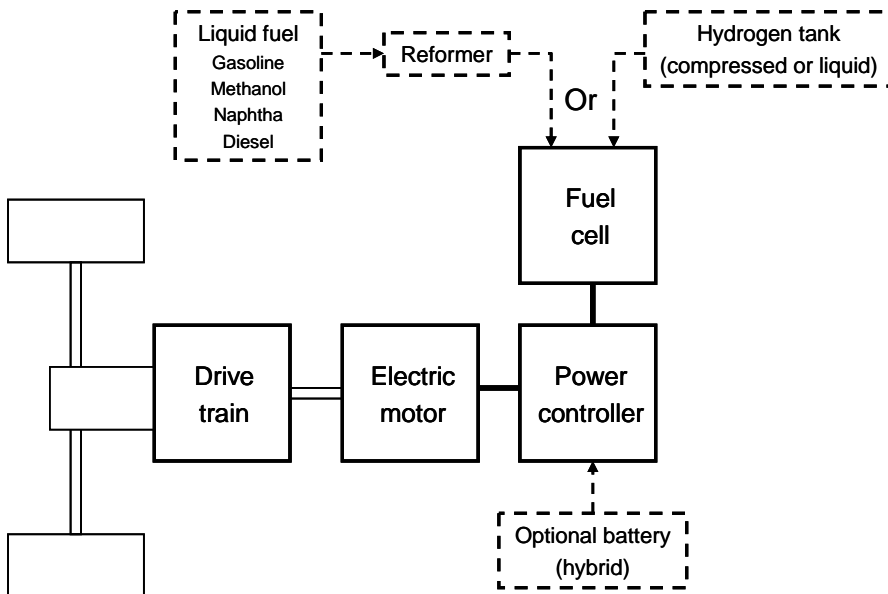 Liquid fuel
Gasoline
Methanol
Naphtha
Diesel
Reformer
Or
Hydrogen tank
(compressed or liquid)
Fuel
cell
Drive
train
Electric
motor
Power
controller
Optional battery
(hybrid)